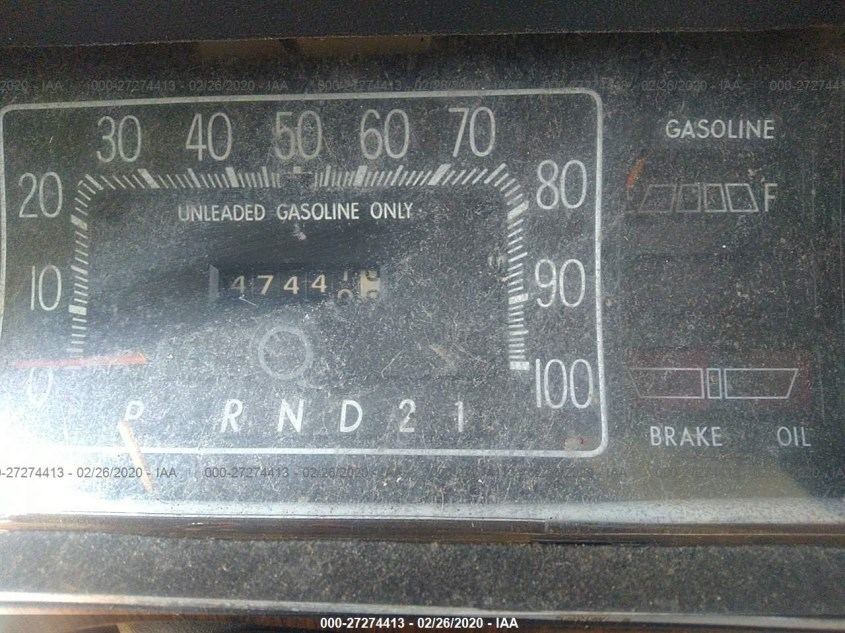 000-27274413 - 02/26/2020 - IAA
30 40 50 60 70
GASOLINE
20
80
F
UNLEADED GASOLINE ONLY
10
4744
90
0
100
P R N D 2 1
BRAKE OIL
000-27274413 - 02/26/2020 - IAA
000-27274413 - 02/26/2020 - IAA